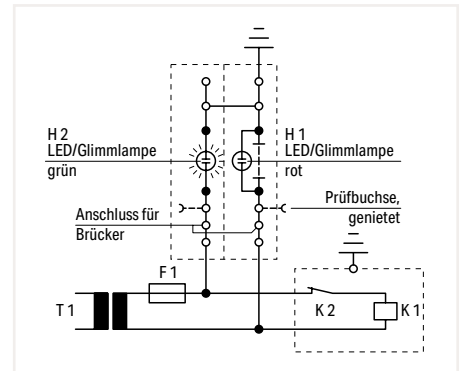 H 2
LED/Glimmlampe
grün
H 1
LED/Glimmlampe
rot
Anschluss für
Brücker
Prüfbuchse,
genietet
F 1
T 1
K 2
K 1